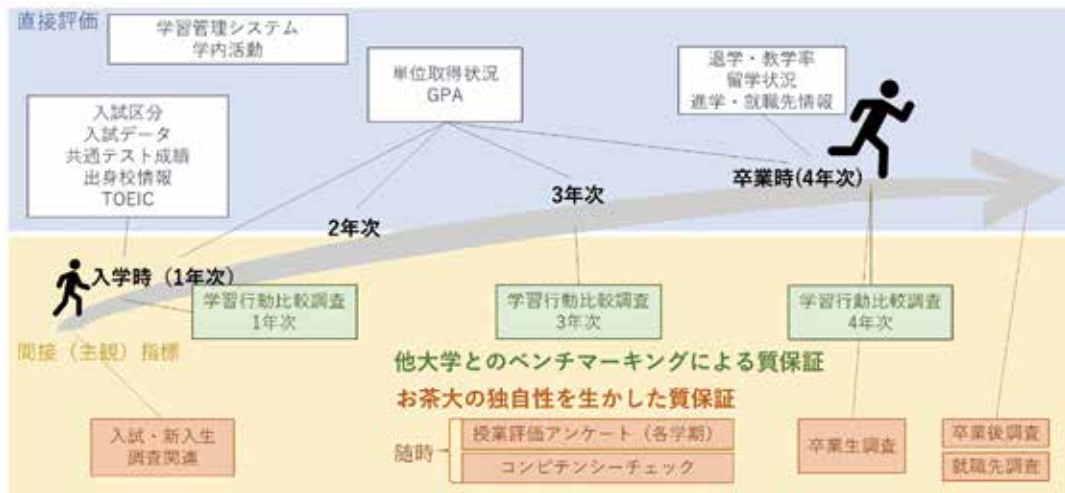 直接評価
学習管理システム
学内活動
単位取得状況
GPA
退学・教学率
留学状況
進学・就職先情報
入試区分
入試データ
共通テスト成績
出身校情報
TOEIC
卒業時(4年次)
3年次
2年次
入学時（1年次）
学習行動比較調査
1年次
学習行動比較調査
3年次
学習行動比較調査
4年次
間接（主観）指標
他大学とのベンチマーキングによる質保証
お茶大の独自性を生かした質保証
入試・新入生
調査関連
随時
授業評価アンケート（各学期）
コンピテンシーチェック
卒業生調査
卒業後調査
就職先調査